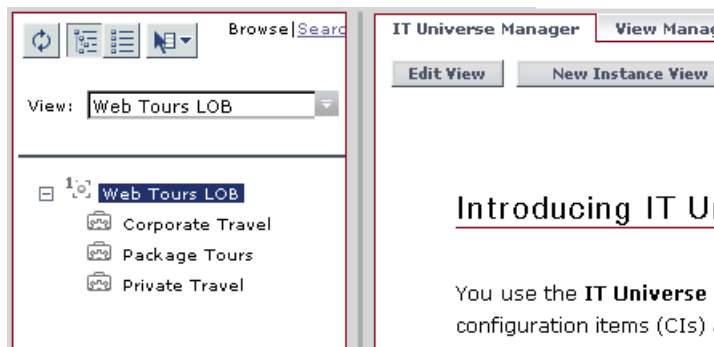 Browse|Searc
View: Web Tours LOB
1 Web Tours LOB
Corporate Travel
Package Tours
Private Travel
IT Universe Manager View Manag
Edit View New Instance View
Introducing IT U
You use the IT Universe
configuration items (CIs)